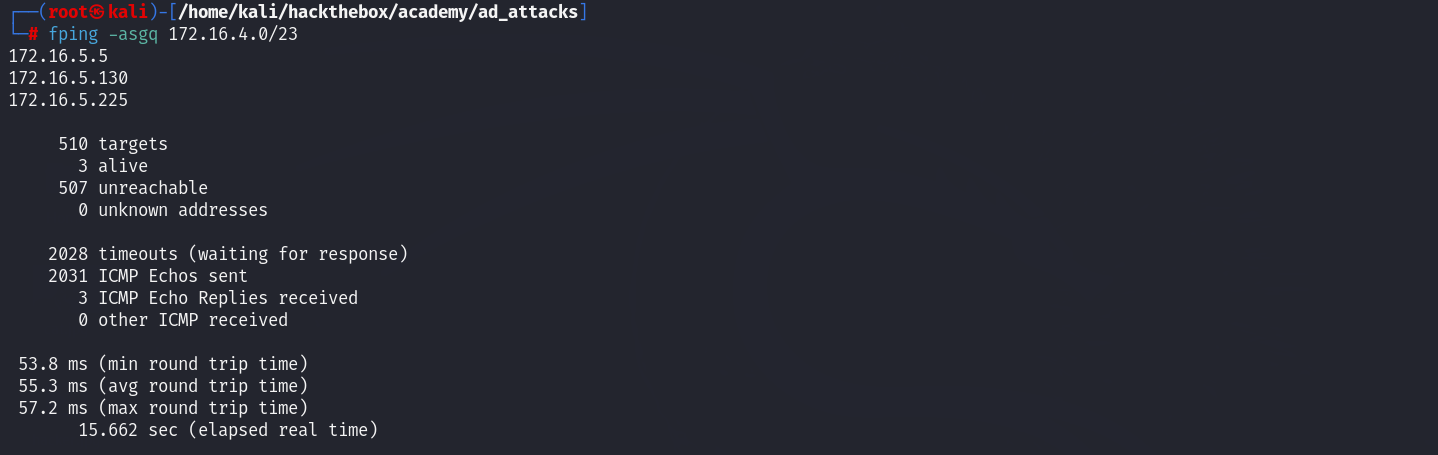 ┌──(root㉿kali)-[/home/kali/hackthebox/academy/ad_attacks]
└─# fping -asgq 172.16.4.0/23
172.16.5.5
172.16.5.130
172.16.5.225
510 targets
3 alive
507 unreachable
0 unknown addresses
2028 timeouts (waiting for response)
2031 ICMP Echos sent
3 ICMP Echo Replies received
0 other ICMP received
53.8 ms (min round trip time)
55.3 ms (avg round trip time)
57.2 ms (max round trip time)
15.662 sec (elapsed real time)